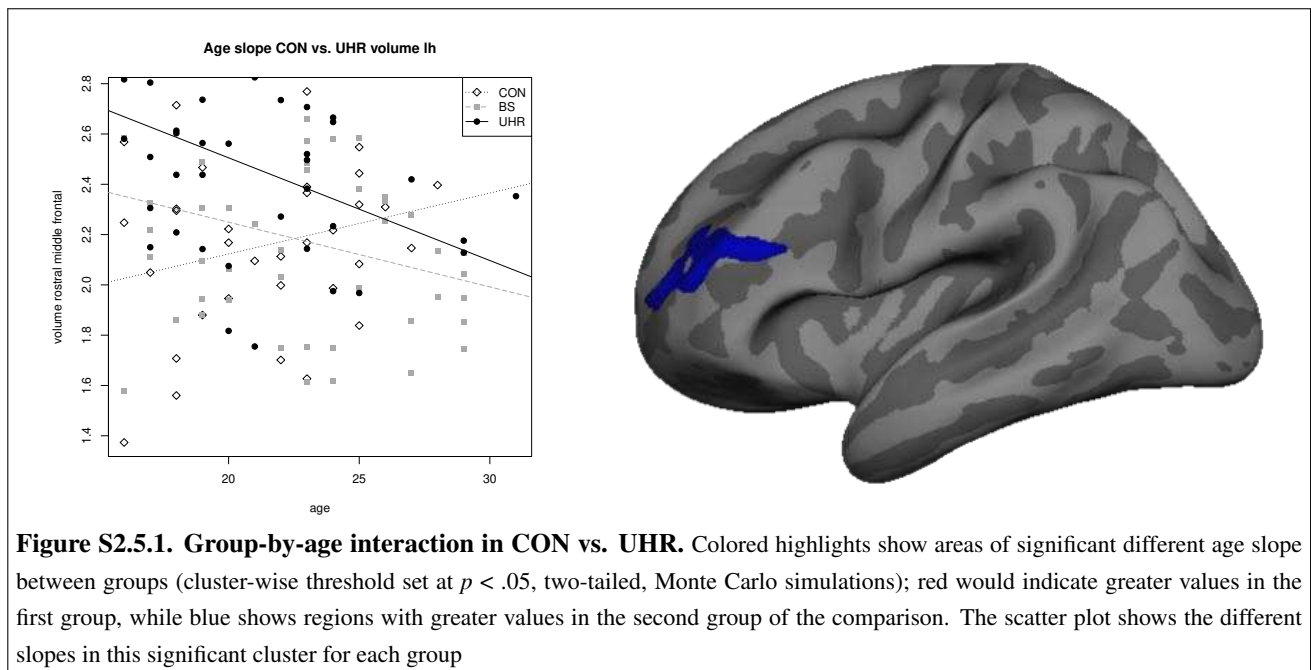 Age slope CON vs. UHR volume lh
volume rostral middle frontal
2.8
2.6
2.4
2.2
2.0
1.8
1.6
1.4
CON
BS
UHR
20
25
30
age
Figure S2.5.1. Group-by-age interaction in CON vs. UHR. Colored highlights show areas of significant different age slope
between groups (cluster-wise threshold set at p < .05, two-tailed, Monte Carlo simulations); red would indicate greater values in the
first group, while blue shows regions with greater values in the second group of the comparison. The scatter plot shows the different
slopes in this significant cluster for each group